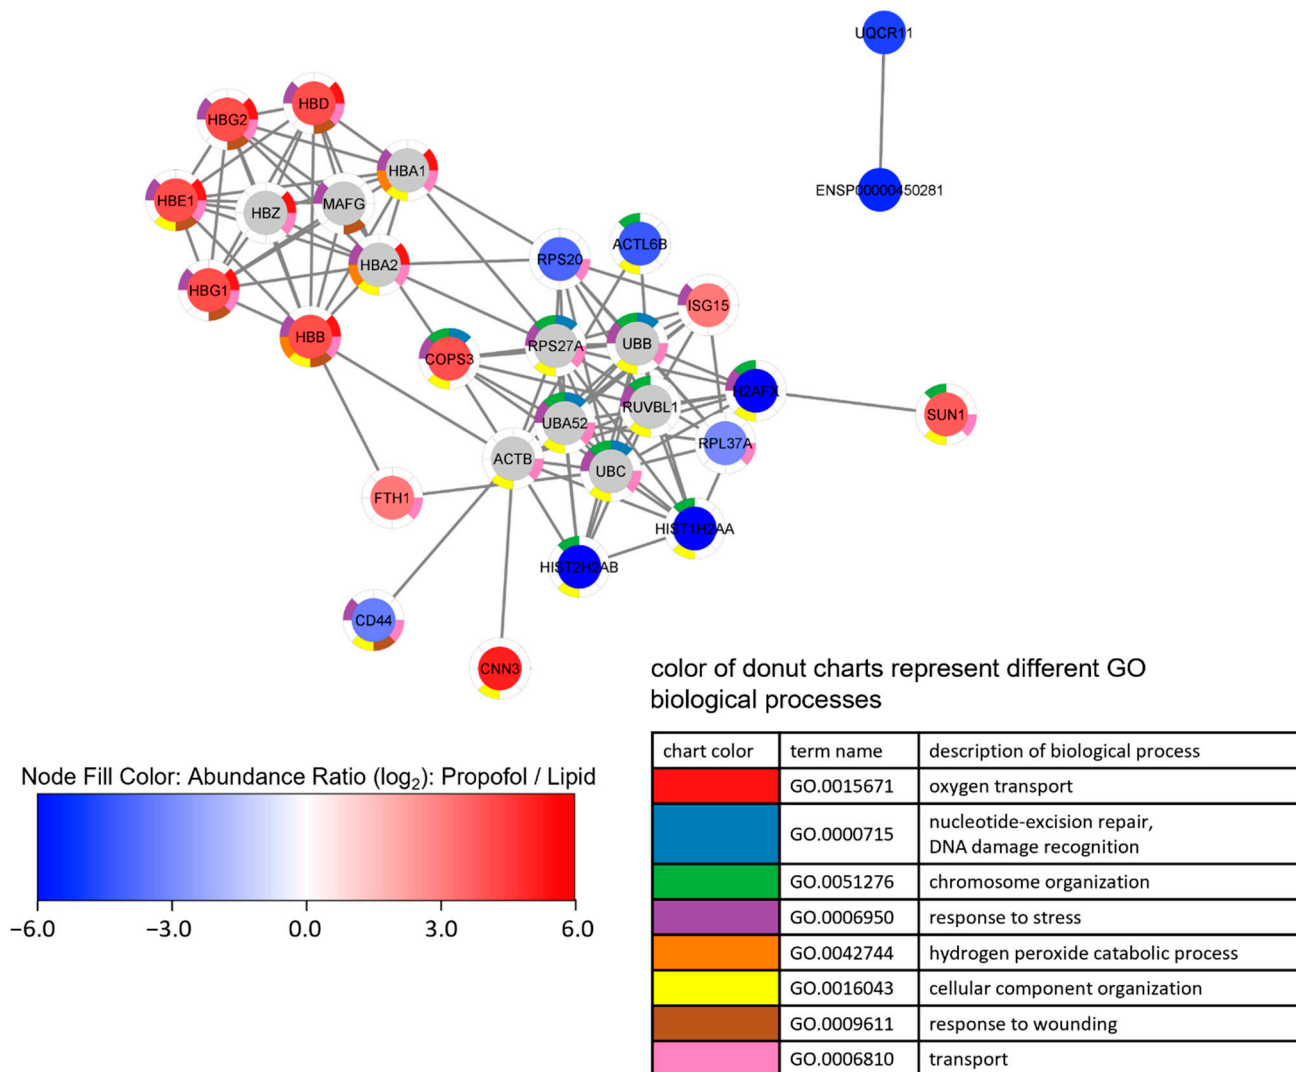 UQCR11
HBD
HBG2
HBA1
ENSP00000450281
HBE1
MAFG
HBZ
ACTL6B
RPS20
HBA2
HBG1
ISG15
HBB
RPS27A
UBB
COPS3
H2AFX
RUVBL1
SUN1
UBA52
RPL37A
ACTB
UBC
FTH1
HIST1H2AA
HIST2H2AB
CD44
CNN3
color of donut charts represent different GO
biological processes
Node Fill Color: Abundance Ratio (log2): Propofol / Lipid
−6.0 −3.0 0.0 3.0 6.0
chart color term name description of biological process
GO.0015671 oxygen transport
GO.0000715 nucleotide-excision repair,
DNA damage recognition
GO.0051276 chromosome organization
GO.0006950 response to stress
GO.0042744 hydrogen peroxide catabolic process
GO.0016043 cellular component organization
GO.0009611 response to wounding
GO.0006810 transport